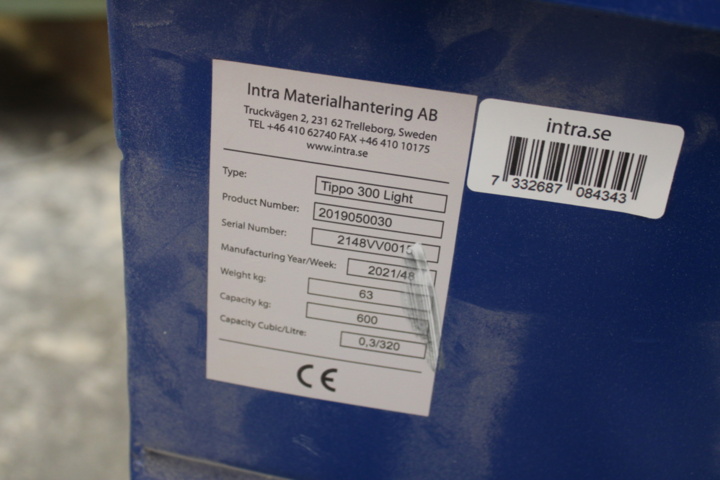 Intra Materialhantering AB
Truckvägen 2, 231 62 Trelleborg, Sweden
TEL +46 410 62740 FAX +46 410 10175
www.intra.se
Type: Tippo 300 Light
Product Number: 2019050030
Serial Number:
Manufacturing Year/Week: 2021/48
Weight kg: 63
Capacity kg: 600
Capacity Cubic/Litre: 0,3/320
CE
intra.se
7 332687 084343